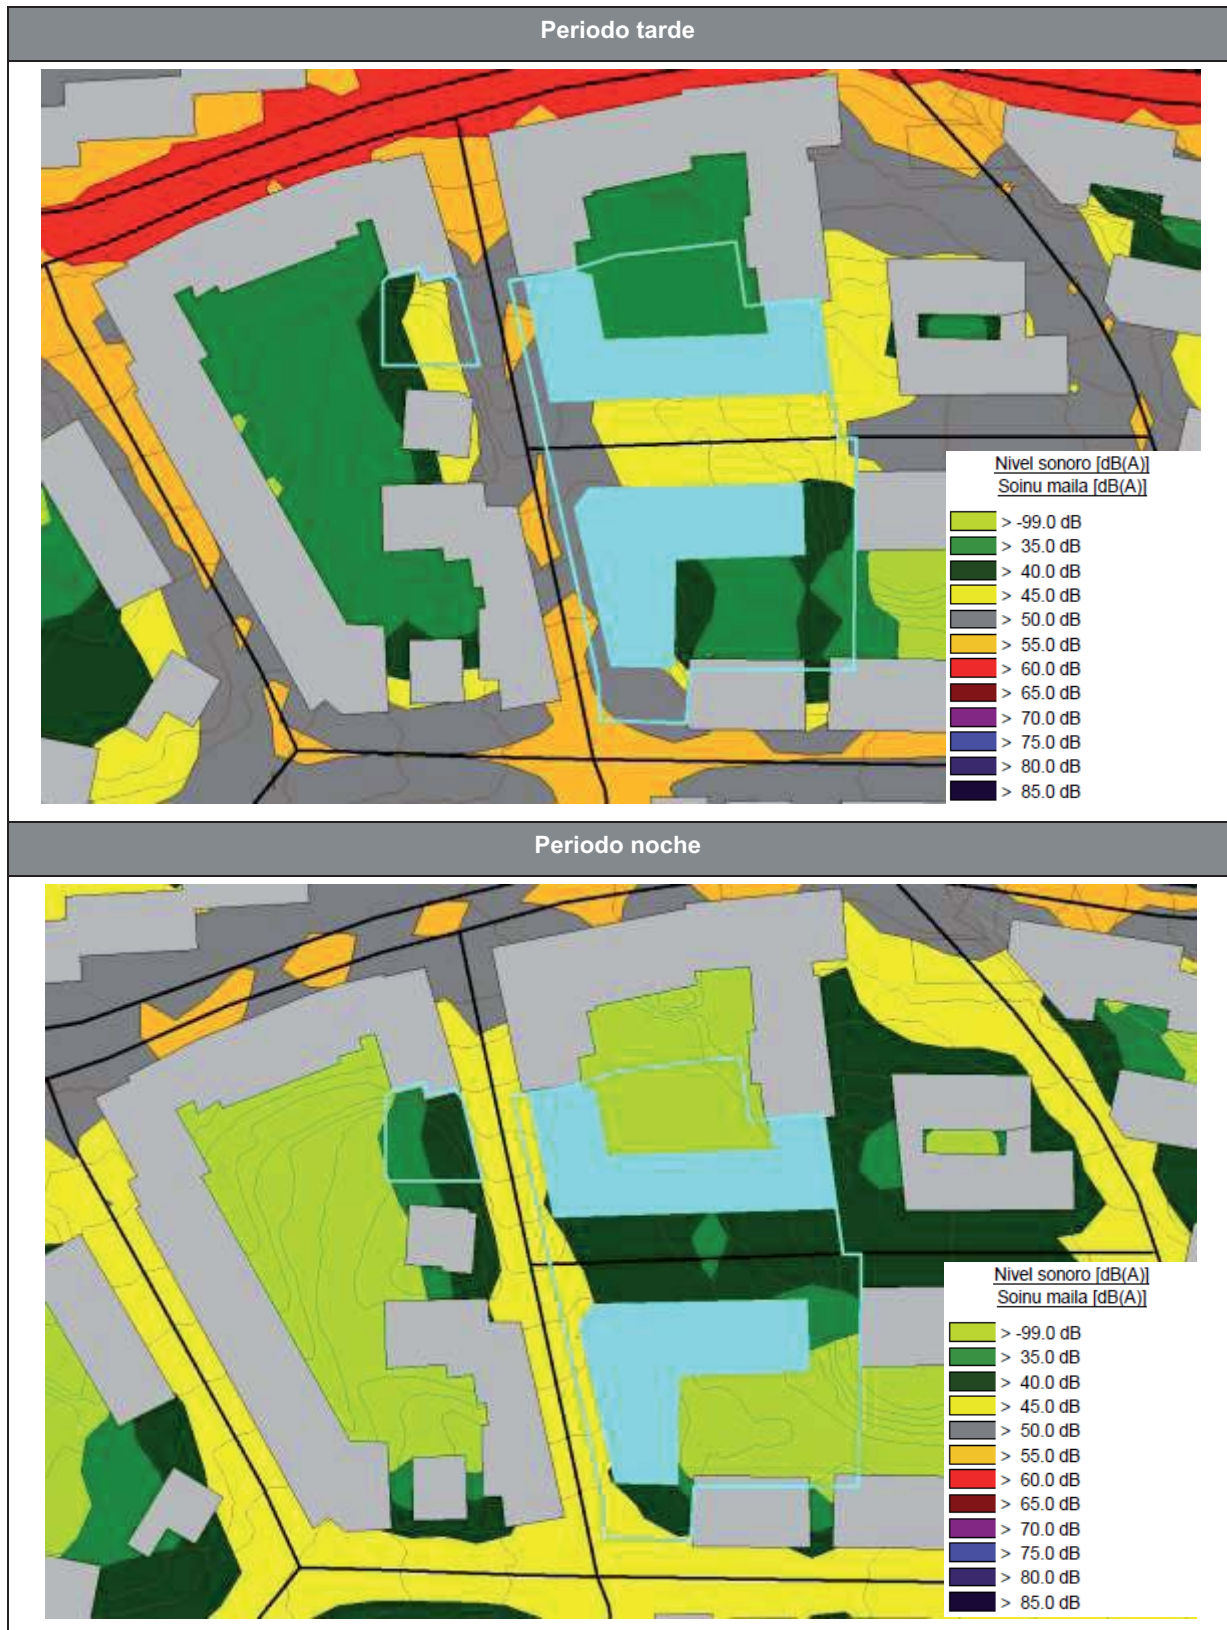 Periodo tarde
Nivel sonoro [dB(A)]
Soinu maila [dB(A)]
> -99.0 dB
> 35.0 dB
> 40.0 dB
> 45.0 dB
> 50.0 dB
> 55.0 dB
> 60.0 dB
> 65.0 dB
> 70.0 dB
> 75.0 dB
> 80.0 dB
> 85.0 dB
Periodo noche
Nivel sonoro [dB(A)]
Soinu maila [dB(A)]
> -99.0 dB
> 35.0 dB
> 40.0 dB
> 45.0 dB
> 50.0 dB
> 55.0 dB
> 60.0 dB
> 65.0 dB
> 70.0 dB
> 75.0 dB
> 80.0 dB
> 85.0 dB